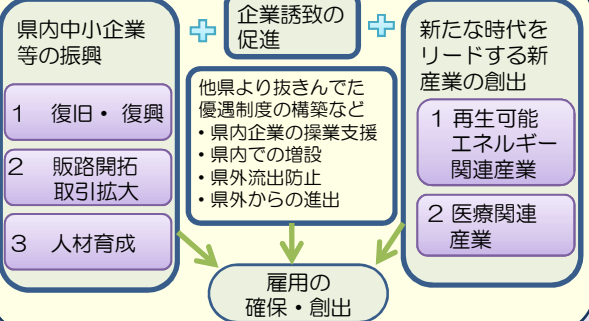 県内中小企業
等の振興
1 復旧・ 復興
2 販路開拓
取引拡大
3 人材育成
企業誘致の
促進
他県より抜きんでた
優遇制度の構築など
・県内企業の操業支援
・県内での増設
・県外流出防止
・県外からの進出
新たな時代を
リードする新
産業の創出
1 再生可能
エネルギー
関連産業
2 医療関連
産業
雇用の
確保・創出